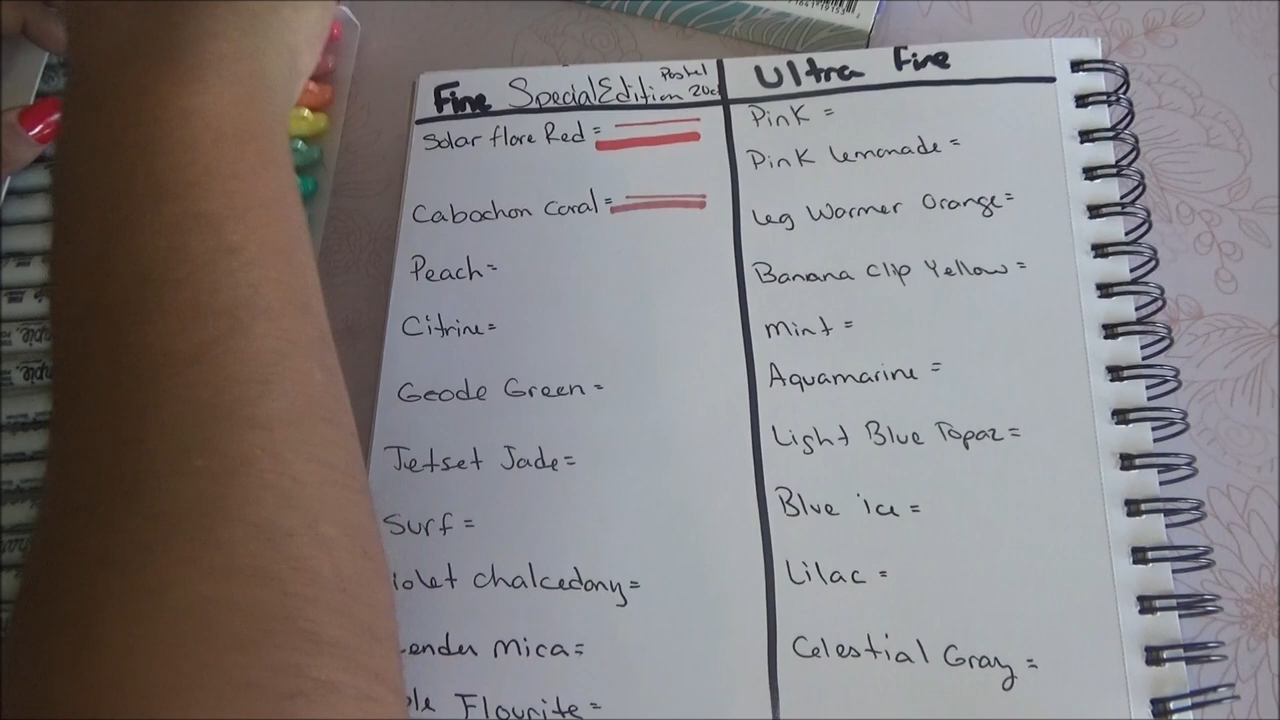 Fine Special Edition Pastel 20ct
Solar flare Red =
Cabochon Coral =
Peach =
Citrine =
Geode Green =
Jetset Jade =
Surf =
iolet Chalcedony =
ender Mica =
ple Flourite =
Ultra Fine
Pink =
Pink Lemonade =
Leg Warmer Orange =
Banana Clip Yellow =
Mint =
Aquamarine =
Light Blue Topaz =
Blue ice =
Lilac =
Celestial Gray =